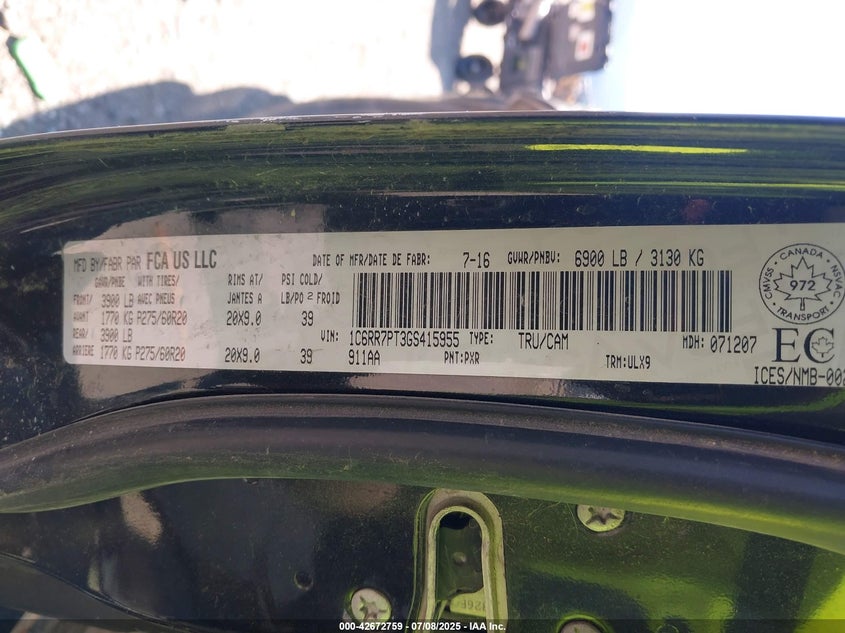 MFD BY/FABR PAR FCA US LLC
DATE OF MFR/DATE DE FABR: 7-16 GVWR/PNBV: 6900 LB / 3130 KG
GAWR/PNBE WITH TIRES/ RIMS AT/ PSI COLD/
FRONT/ 3900 LB AVEC PNEUS JANTES A LB/PO 2 FROID
AVANT 1770 KG P275/60R20 20X9.0 39
REAR/ 3900 LB
ARRIERE 1770 KG P275/60R20 20X9.0 39
VIN: 1C6RR7PT3GS415955 TYPE: TRU/CAM MDH: 071207
911AA PNT:PXR TRM:ULX9
CANADA
CMVSS NSVAC
972
TRANSPORT
EC
ICES/NMB-002
000-42672759 | 07/08/2025 - IAA Inc.